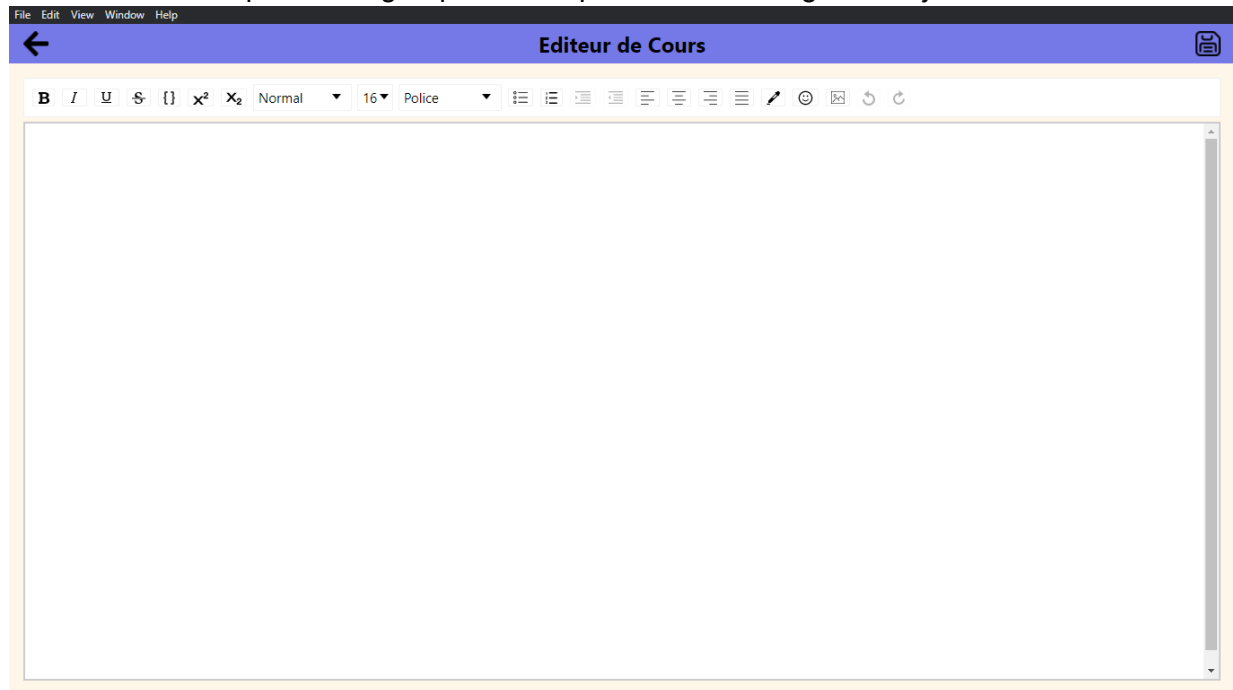 File Edit View Window Help
Editeur de Cours
B I U S {} x² x₂ Normal 16 Police